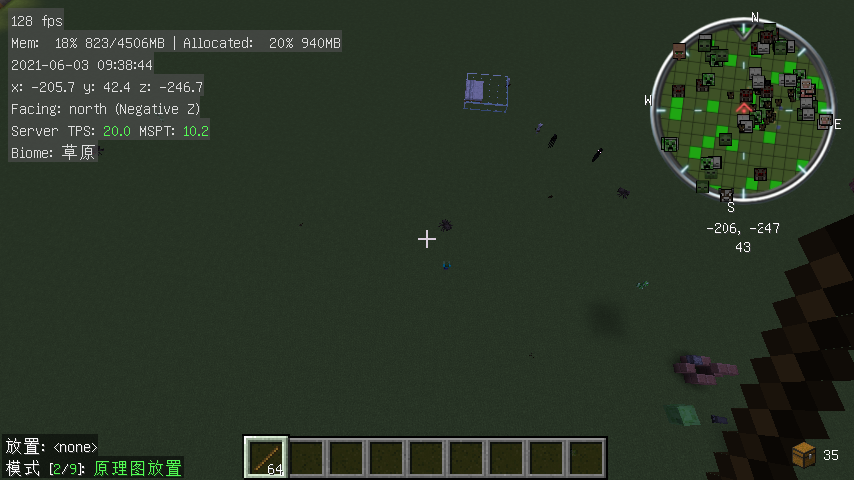 128 fps
Mem: 18% 823/4506MB | Allocated: 20% 940MB
2021-06-03 09:38:44
x: -205.7 y: 42.4 z: -246.7
Facing: north (Negative Z)
Server TPS: 20.0 MSPT: 10.2
Biome: 草原
N
W
E
S
-206, -247
43
放置: <none>
模式 [2/9]: 原理图放置
64
35